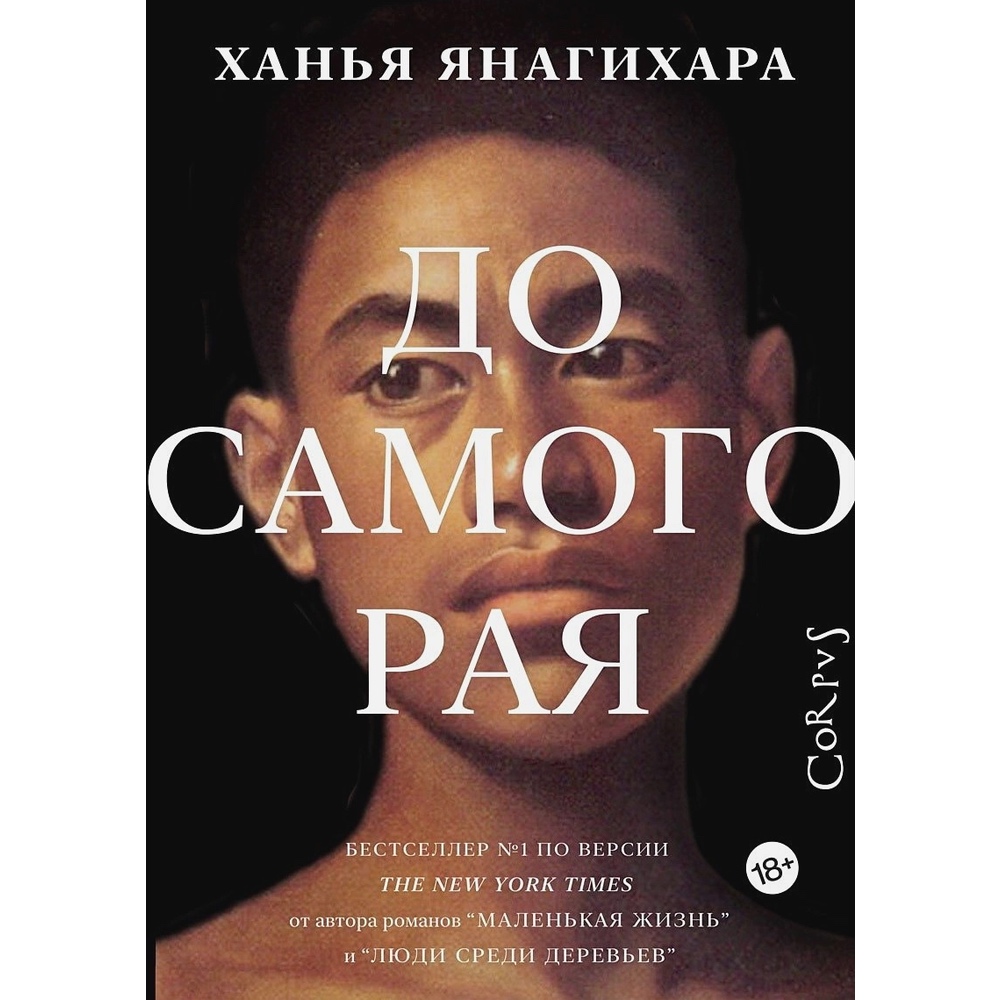 ХАНЬЯ ЯНАГИХАРА
ДО
САМОГО
РАЯ
CORPVS
БЕСТСЕЛЛЕР №1 ПО ВЕРСИИ
THE NEW YORK TIMES
от автора романов “МАЛЕНЬКАЯ ЖИЗНЬ”
и “ЛЮДИ СРЕДИ ДЕРЕВЬЕВ”
18+